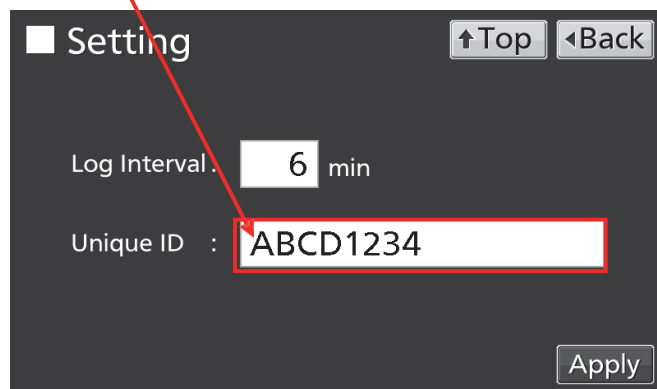 Setting
Top
Back
Log Interval : 6 min
Unique ID : ABCD1234
Apply